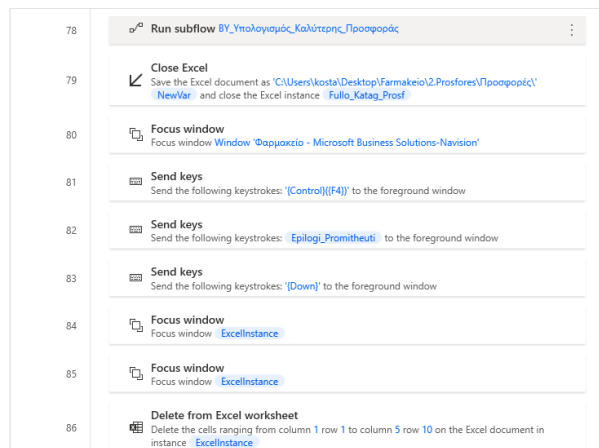 78
Run subflow BY_Υπολογισμός_Καλύτερης_Προσφοράς
79
Close Excel
Save the Excel document as 'C:\Users\kosta\Desktop\Farmakeio\2.Prosfores\Προσφορές\'
NewVar and close the Excel instance Fullo_Katag_Prosf
80
Focus window
Focus window Window 'Φαρμακείο - Microsoft Business Solutions-Navision'
81
Send keys
Send the following keystrokes: '{Control}({F4})' to the foreground window
82
Send keys
Send the following keystrokes: Epilogi_Promitheuti to the foreground window
83
Send keys
Send the following keystrokes: '{Down}' to the foreground window
84
Focus window
Focus window ExcelInstance
85
Focus window
Focus window ExcelInstance
86
Delete from Excel worksheet
Delete the cells ranging from column 1 row 1 to column 5 row 10 on the Excel document in
instance ExcelInstance